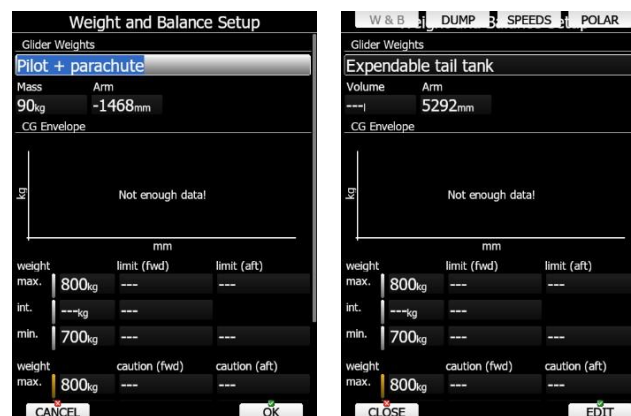 Weight and Balance Setup
Glider Weights
Pilot + parachute
Mass Arm
90kg -1468mm
CG Envelope
kg
Not enough data!
mm
weight limit (fwd) limit (aft)
max. 800kg --- ---
int. ---kg ---
min. 700kg --- ---
weight caution (fwd) caution (aft)
max. 800kg --- ---
CANCEL OK
W & B DUMP SPEEDS POLAR
Glider Weights
Expendable tail tank
Volume Arm
---l 5292mm
CG Envelope
kg
Not enough data!
mm
weight limit (fwd) limit (aft)
max. 800kg --- ---
int. ---kg ---
min. 700kg --- ---
weight caution (fwd) caution (aft)
max. 800kg --- ---
CLOSE EDIT